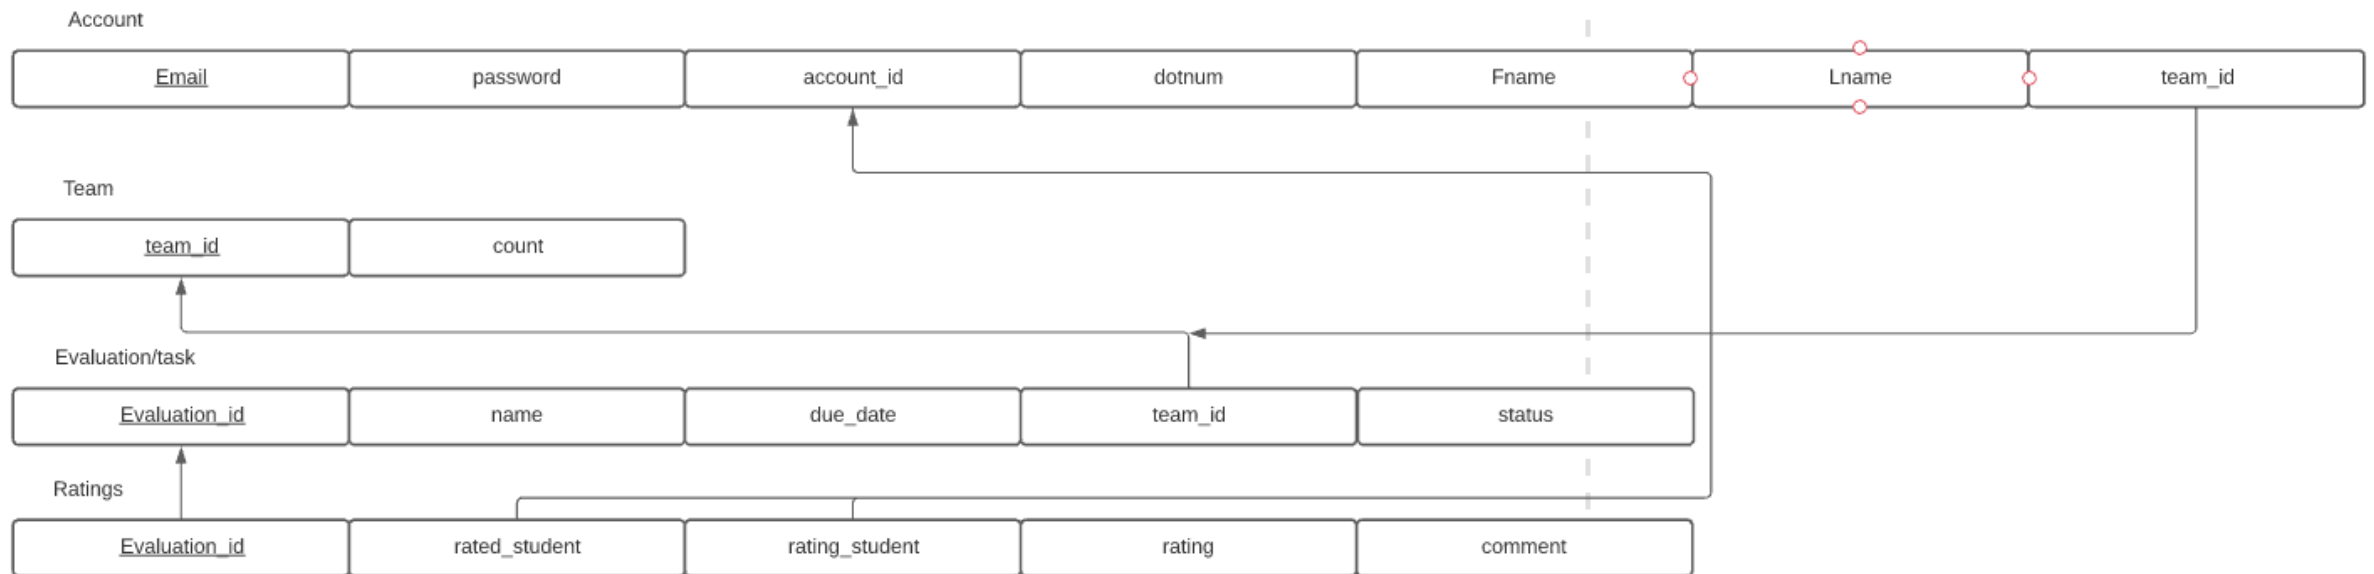 Account
Email password account_id dotnum Fname Lname team_id
Team
team_id count
Evaluation/task
Evaluation_id name due_date team_id status
Ratings
Evaluation_id rated_student rating_student rating comment